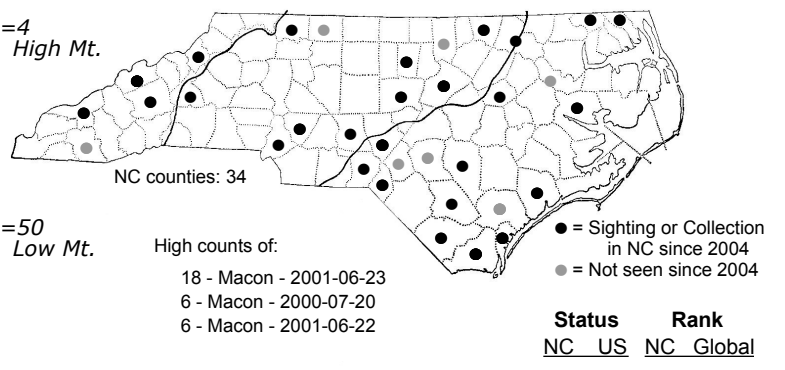 =4
High Mt.
NC counties: 34
=50
Low Mt.
High counts of:
18 - Macon - 2001-06-23
6 - Macon - 2000-07-20
6 - Macon - 2001-06-22
= Sighting or Collection
in NC since 2004
= Not seen since 2004
Status Rank
NC US NC Global